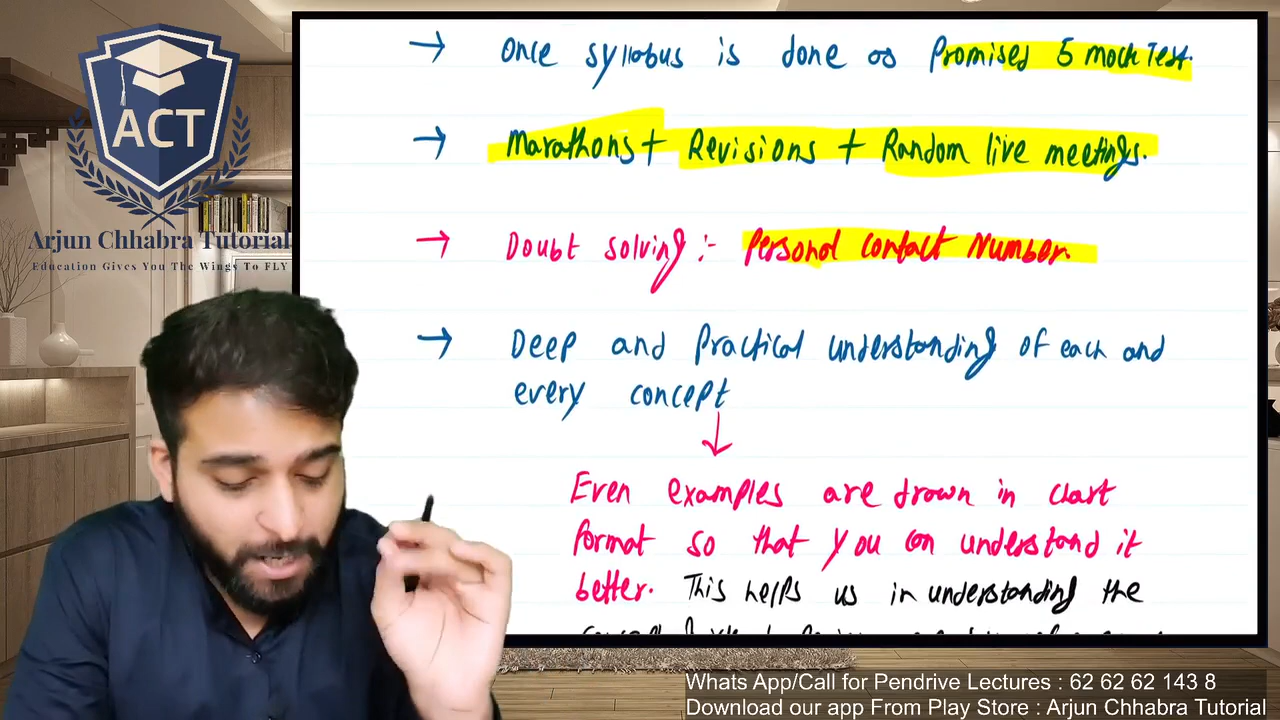 ACT
Arjun Chhabra Tutorial
Education Gives You The Wings To FLY
→ Once syllabus is done as Promised 5 mock Test.
→ Marathons + Revisions + Random live meetings.
→ Doubt solving :- Personal contact Number.
→ Deep and Practical understanding of each and
every concept
↓
Even examples are drawn in chart
format so that you can understand it
better. This helps us in understanding the
Whats App/Call for Pendrive Lectures : 62 62 62 143 8
Download our app From Play Store : Arjun Chhabra Tutorial